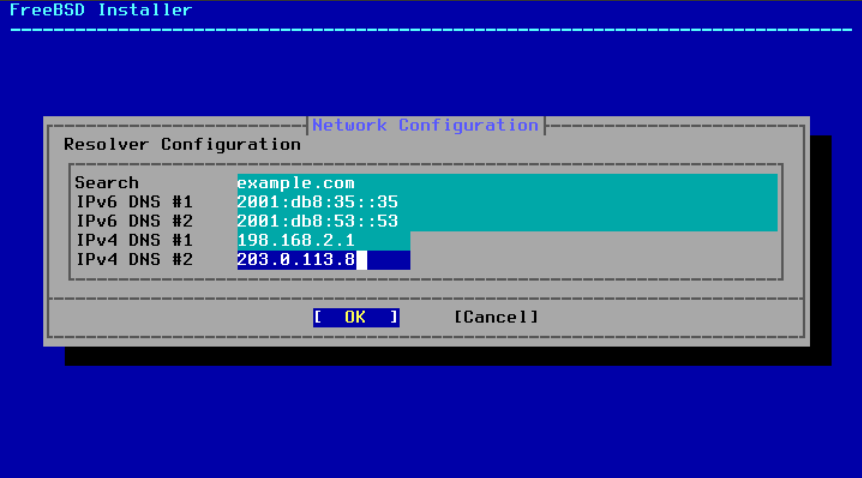 FreeBSD Installer
Network Configuration
Resolver Configuration
Search example.com
IPv6 DNS #1 2001:db8:35::35
IPv6 DNS #2 2001:db8:53::53
IPv4 DNS #1 198.168.2.1
IPv4 DNS #2 203.0.113.8
[ OK ] [Cancel]